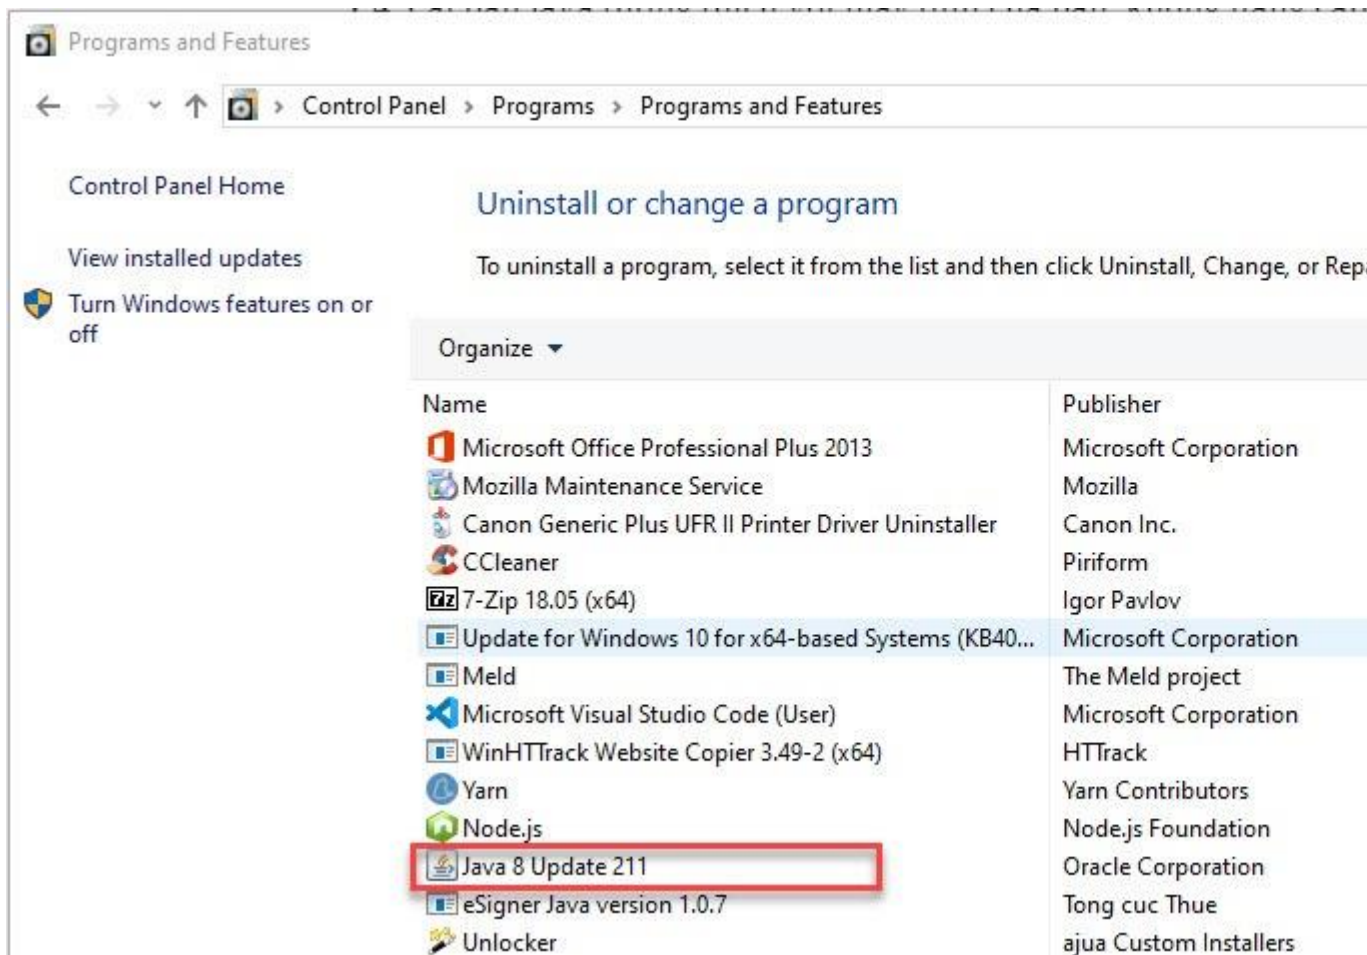 Programs and Features
Control Panel > Programs > Programs and Features
Control Panel Home
View installed updates
Turn Windows features on or
off
Uninstall or change a program
To uninstall a program, select it from the list and then click Uninstall, Change, or Repa
Organize
Name Publisher
Microsoft Office Professional Plus 2013 Microsoft Corporation
Mozilla Maintenance Service Mozilla
Canon Generic Plus UFR II Printer Driver Uninstaller Canon Inc.
CCleaner Piriform
7z 7-Zip 18.05 (x64) Igor Pavlov
Update for Windows 10 for x64-based Systems (KB40... Microsoft Corporation
Meld The Meld project
Microsoft Visual Studio Code (User) Microsoft Corporation
WinHTTrack Website Copier 3.49-2 (x64) HTTrack
Yarn Yarn Contributors
Node.js Node.js Foundation
Java 8 Update 211 Oracle Corporation
eSigner Java version 1.0.7 Tong cuc Thue
Unlocker ajua Custom Installers